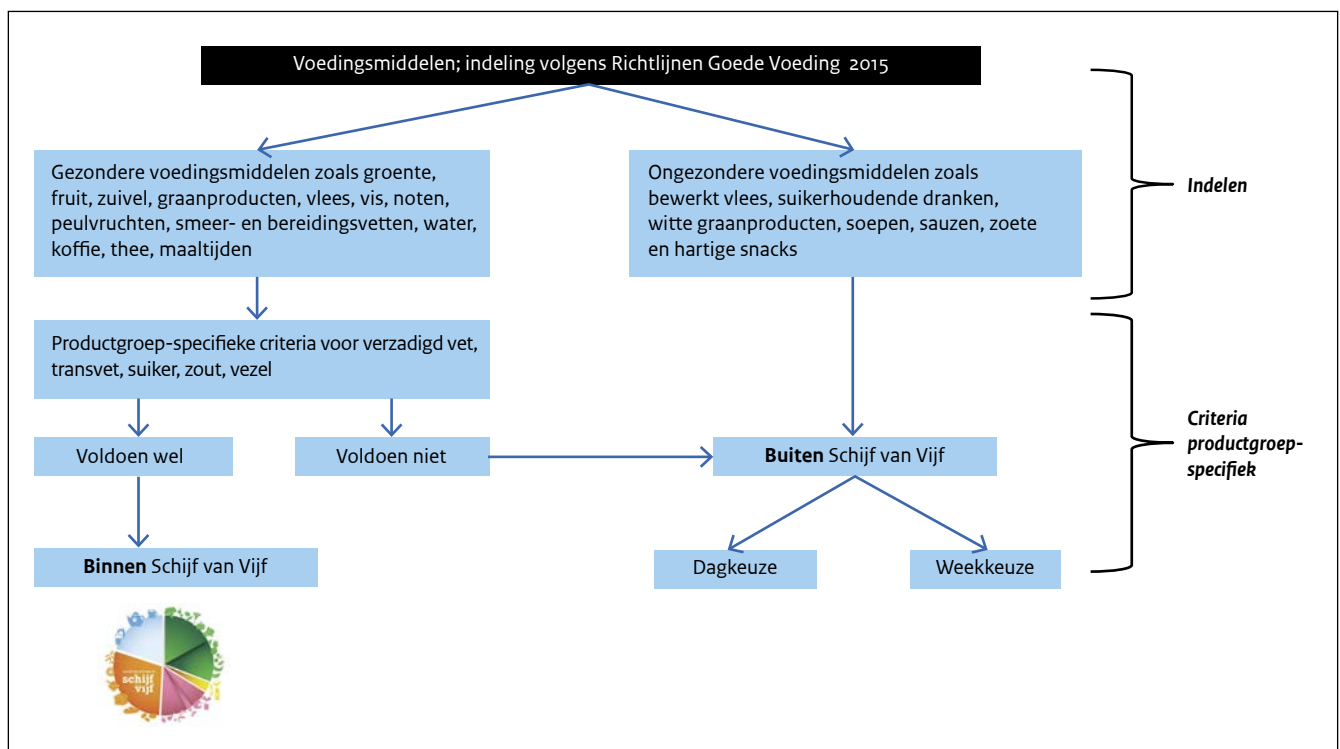 Voedingsmiddelen; indeling volgens Richtlijnen Goede Voeding 2015
Gezondere voedingsmiddelen zoals groente,
fruit, zuivel, graanproducten, vlees, vis, noten,
peulvruchten, smeer- en bereidingsvetten, water,
koffie, thee, maaltijden
Ongezondere voedingsmiddelen zoals
bewerkt vlees, suikerhoudende dranken,
witte graanproducten, soepen, sauzen, zoete
en hartige snacks
Indelen
Productgroep-specifieke criteria voor verzadigd vet,
transvet, suiker, zout, vezel
Voldoen wel
Voldoen niet
Buiten Schijf van Vijf
Criteria
productgroep-
specifiek
Binnen Schijf van Vijf
Dagkeuze
Weekkeuze
schijf
vijf